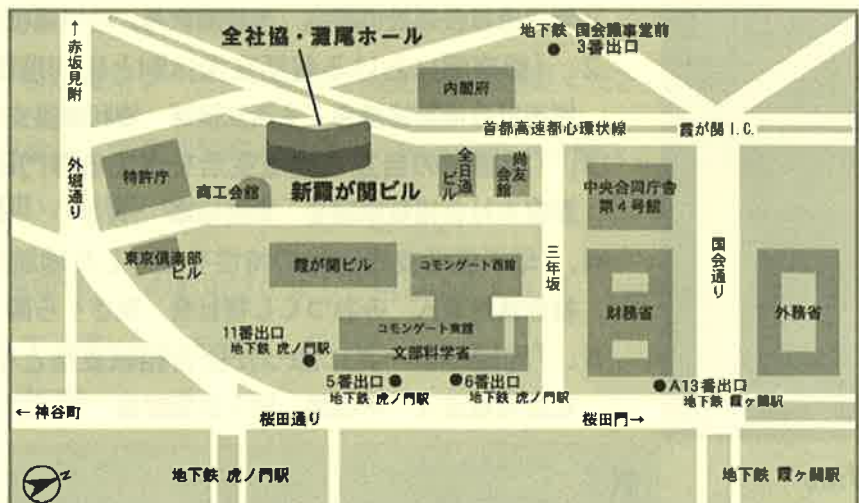 ↑赤坂見附
全社協・灘尾ホール
地下鉄 国会議事堂前
3番出口
内閣府
首都高速都心環状線
霞が関 I.C.
外堀通り
特許庁
商工会館
新霞が関ビル
全日通
ビル
尚友
会館
中央合同庁舎
第4号館
東京倶楽部
ビル
霞が関ビル
コモンゲート西館
三年坂
国会通り
財務省
外務省
コモンゲート東館
文部科学省
11番出口
地下鉄 虎ノ門駅
5番出口
地下鉄 虎ノ門駅
6番出口
地下鉄 虎ノ門駅
A13番出口
地下鉄 霞ヶ関駅
←神谷町
桜田通り
桜田門→
N
地下鉄 虎ノ門駅
地下鉄 霞ヶ関駅